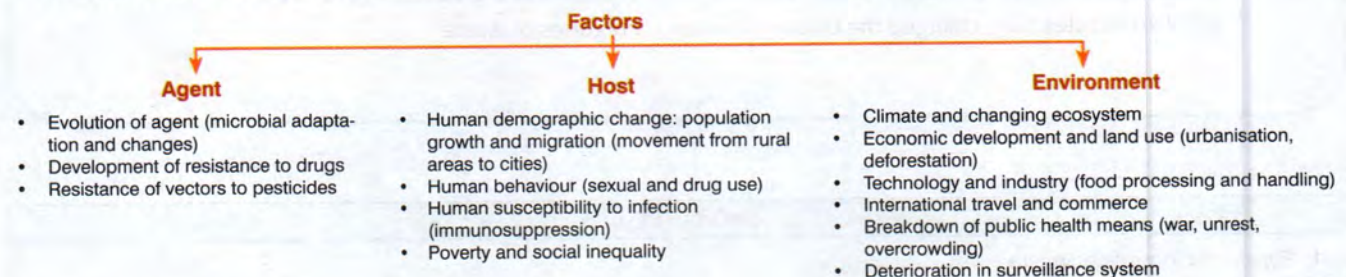 Factors
Agent
• Evolution of agent (microbial adapta-
tion and changes)
• Development of resistance to drugs
• Resistance of vectors to pesticides
Host
• Human demographic change: population
growth and migration (movement from rural
areas to cities)
• Human behaviour (sexual and drug use)
• Human susceptibility to infection
(immunosuppression)
• Poverty and social inequality
Environment
• Climate and changing ecosystem
• Economic development and land use (urbanisation,
deforestation)
• Technology and industry (food processing and handling)
• International travel and commerce
• Breakdown of public health means (war, unrest,
overcrowding)
• Deterioration in surveillance system